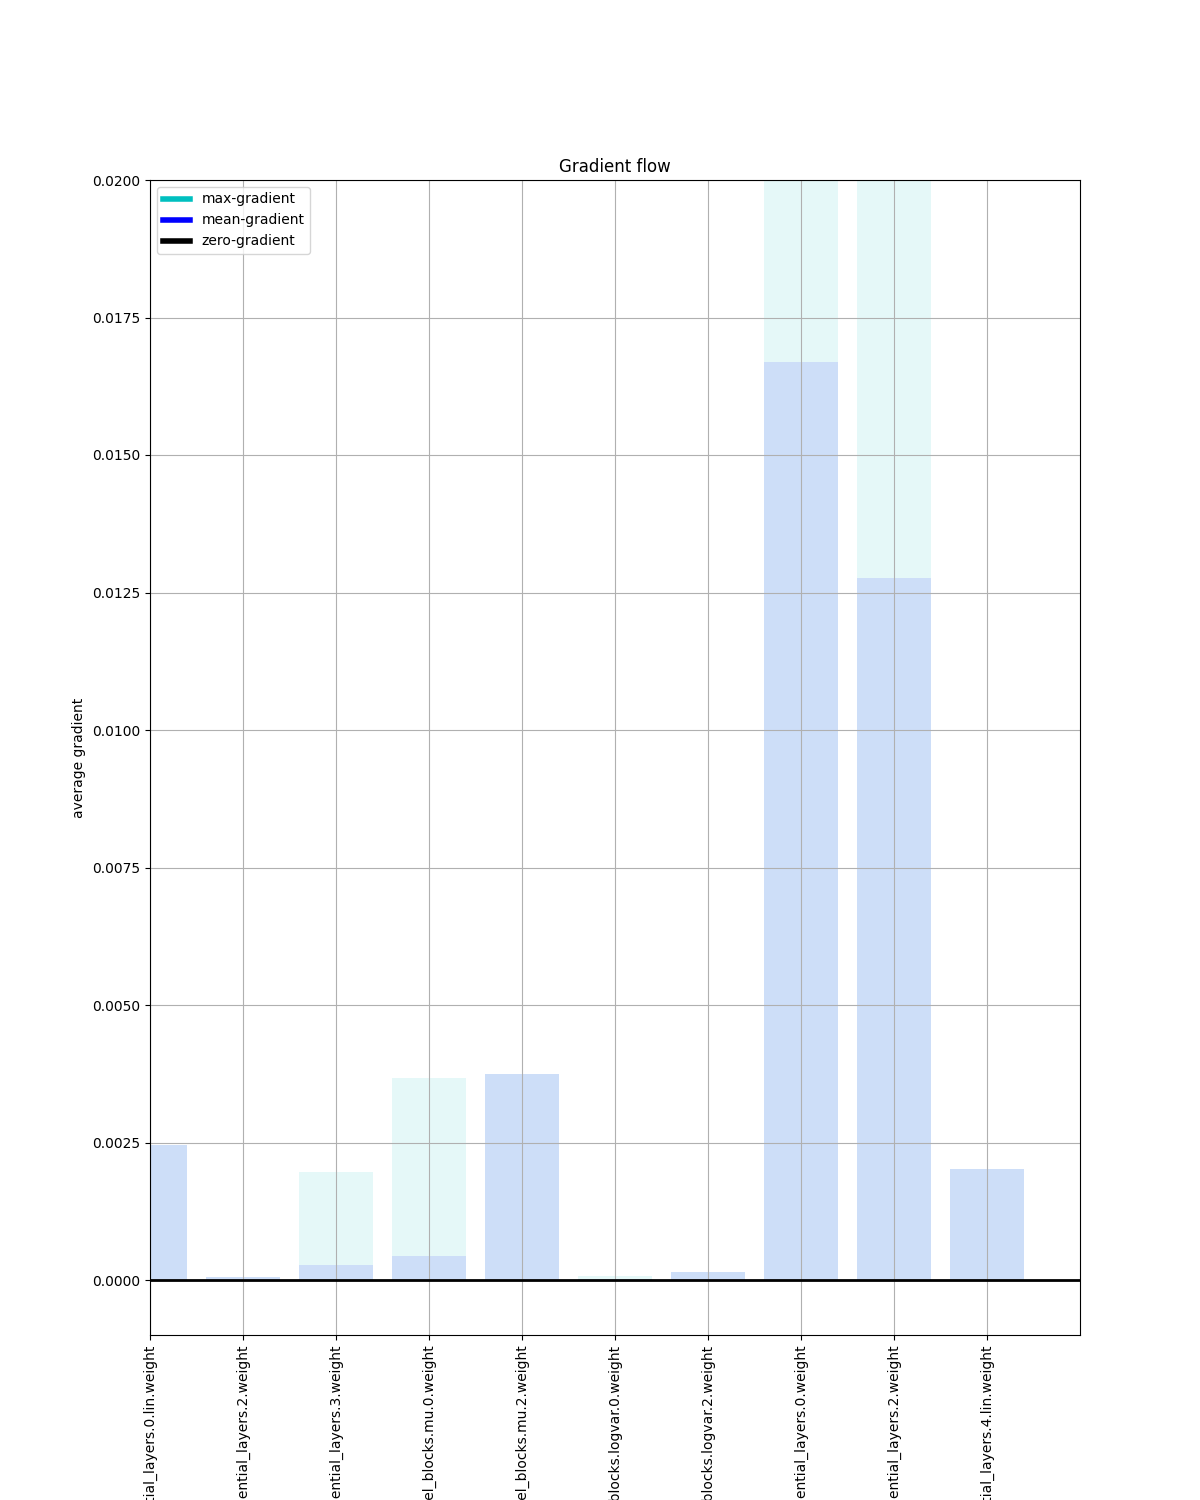 Gradient flow
max-gradient
mean-gradient
zero-gradient
0.0200
0.0175
0.0150
0.0125
0.0100
0.0075
0.0050
0.0025
0.0000
average gradient
tial_layers.0.lin.weight
ential_layers.2.weight
ential_layers.3.weight
el_blocks.mu.0.weight
el_blocks.mu.2.weight
blocks.logvar.0.weight
blocks.logvar.2.weight
ential_layers.0.weight
ential_layers.2.weight
tial_layers.4.lin.weight